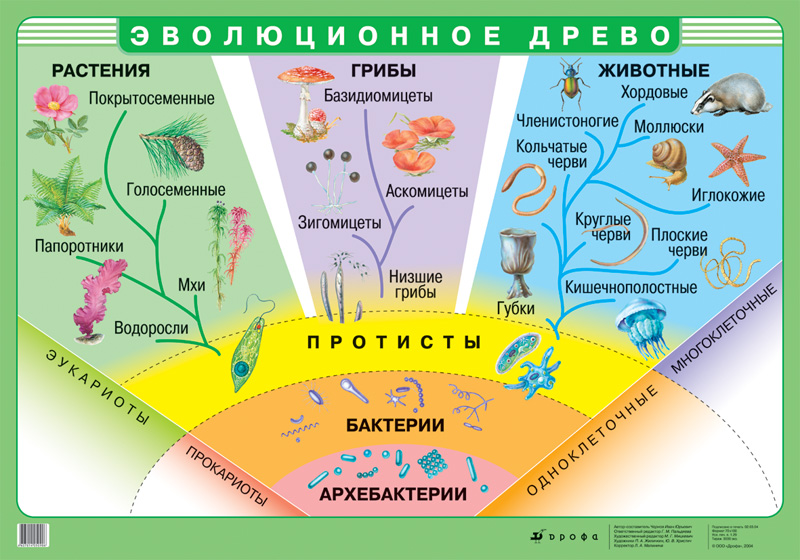 ЭВОЛЮЦИОННОЕ ДРЕВО
РАСТЕНИЯ
Покрытосеменные
Голосеменные
Папоротники
Мхи
Водоросли
ГРИБЫ
Базидиомицеты
Аскомицеты
Зигомицеты
Низшие
грибы
ЖИВОТНЫЕ
Хордовые
Членистоногие
Моллюски
Кольчатые
черви
Иглокожие
Круглые
черви
Плоские
черви
Кишечнополостные
Губки
ПРОТИСТЫ
БАКТЕРИИ
АРХЕБАКТЕРИИ
ЭУКАРИОТЫ
ПРОКАРИОТЫ
ОДНОКЛЕТОЧНЫЕ
МНОГОКЛЕТОЧНЫЕ
дрофа